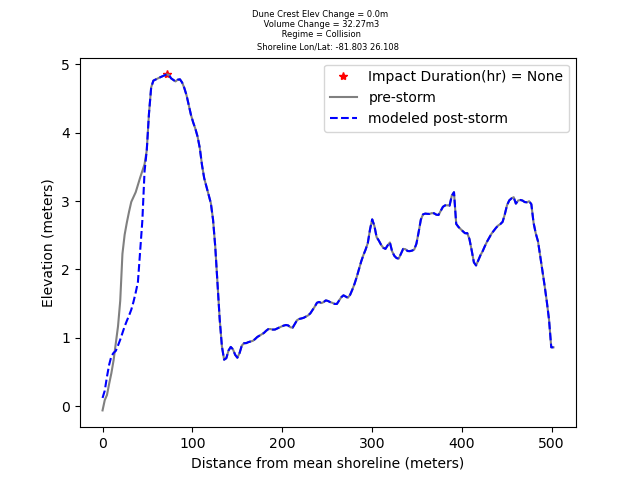 Dune Crest Elev Change = 0.0m
Volume Change = 32.27m3
Regime = Collision
Shoreline Lon/Lat: -81.803 26.108
Impact Duration(hr) = None
pre-storm
modeled post-storm
Elevation (meters)
5
4
3
2
1
0
0 100 200 300 400 500
Distance from mean shoreline (meters)